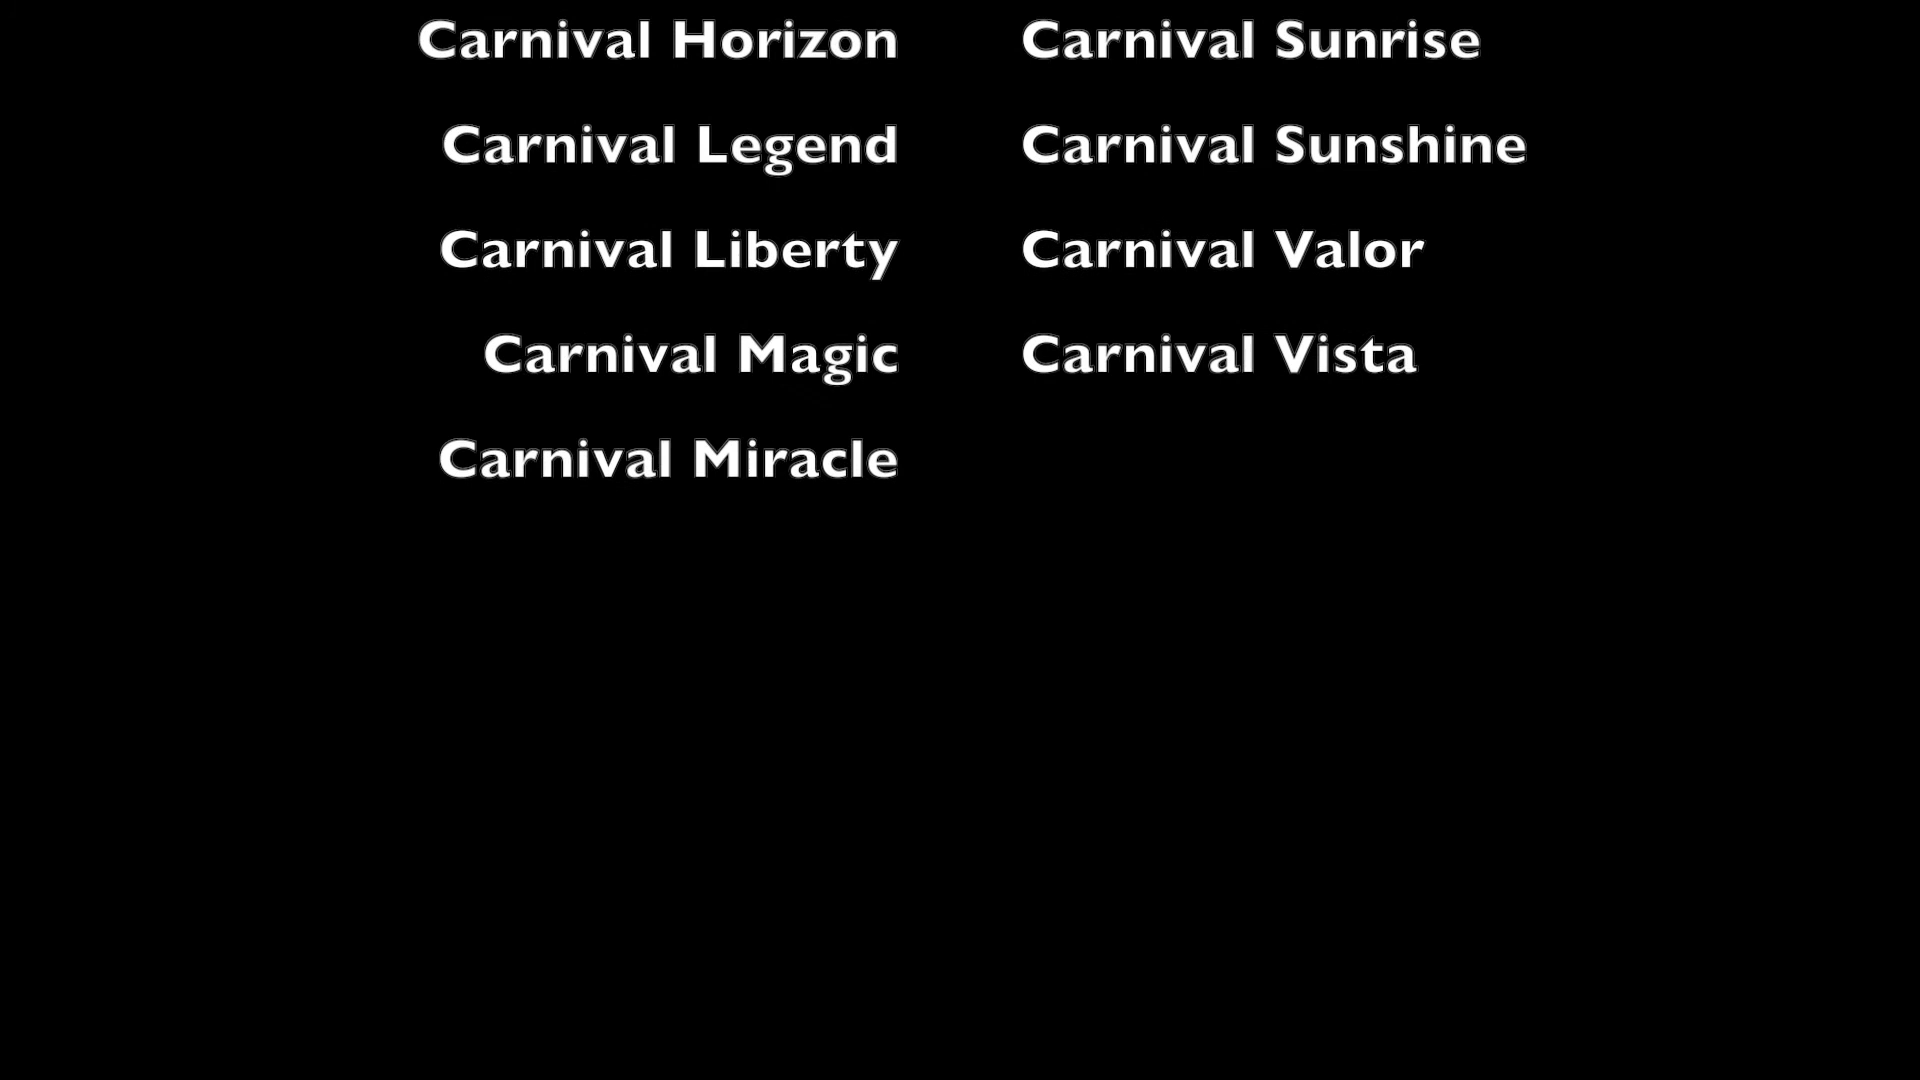 Carnival Horizon
Carnival Legend
Carnival Liberty
Carnival Magic
Carnival Miracle
Carnival Sunrise
Carnival Sunshine
Carnival Valor
Carnival Vista